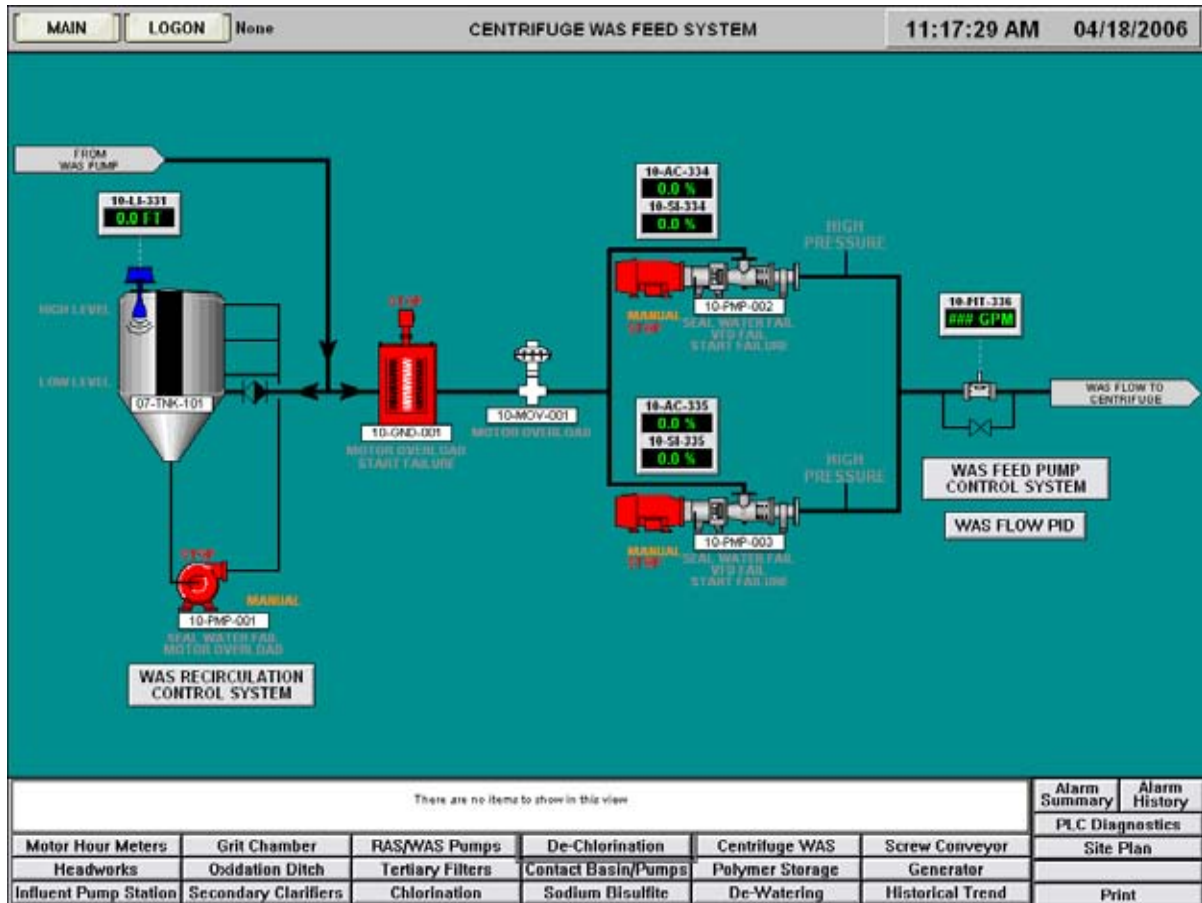 MAIN
LOGON
None
CENTRIFUGE WAS FEED SYSTEM
11:17:29 AM
04/18/2006
FROM
WAS PUMP
10-LI-331
0.0 FT
HIGH LEVEL
LOW LEVEL
07-TNK-101
STOP
10-GND-001
MOTOR OVERLOAD
START FAILURE
10-MOV-001
MOTOR OVERLOAD
10-AC-334
0.0 %
10-SI-334
0.0 %
HIGH
PRESSURE
10-PMP-002
MANUAL
STOP
SEAL WATER FAIL
VFD FAIL
START FAILURE
10-AC-335
0.0 %
10-SI-335
0.0 %
HIGH
PRESSURE
10-PMP-003
MANUAL
STOP
SEAL WATER FAIL
VFD FAIL
START FAILURE
10-FIT-336
### GPM
WAS FLOW TO
CENTRIFUGE
WAS FEED PUMP
CONTROL SYSTEM
WAS FLOW PID
STOP
MANUAL
10-PMP-001
SEAL WATER FAIL
MOTOR OVERLOAD
WAS RECIRCULATION
CONTROL SYSTEM
There are no items to show in this view
Alarm
Summary
Alarm
History
PLC Diagnostics
Motor Hour Meters
Grit Chamber
RAS/WAS Pumps
De-Chlorination
Centrifuge WAS
Screw Conveyor
Site Plan
Headworks
Oxidation Ditch
Tertiary Filters
Contact Basin/Pumps
Polymer Storage
Generator
Influent Pump Station
Secondary Clarifiers
Chlorination
Sodium Bisulfite
De-Watering
Historical Trend
Print